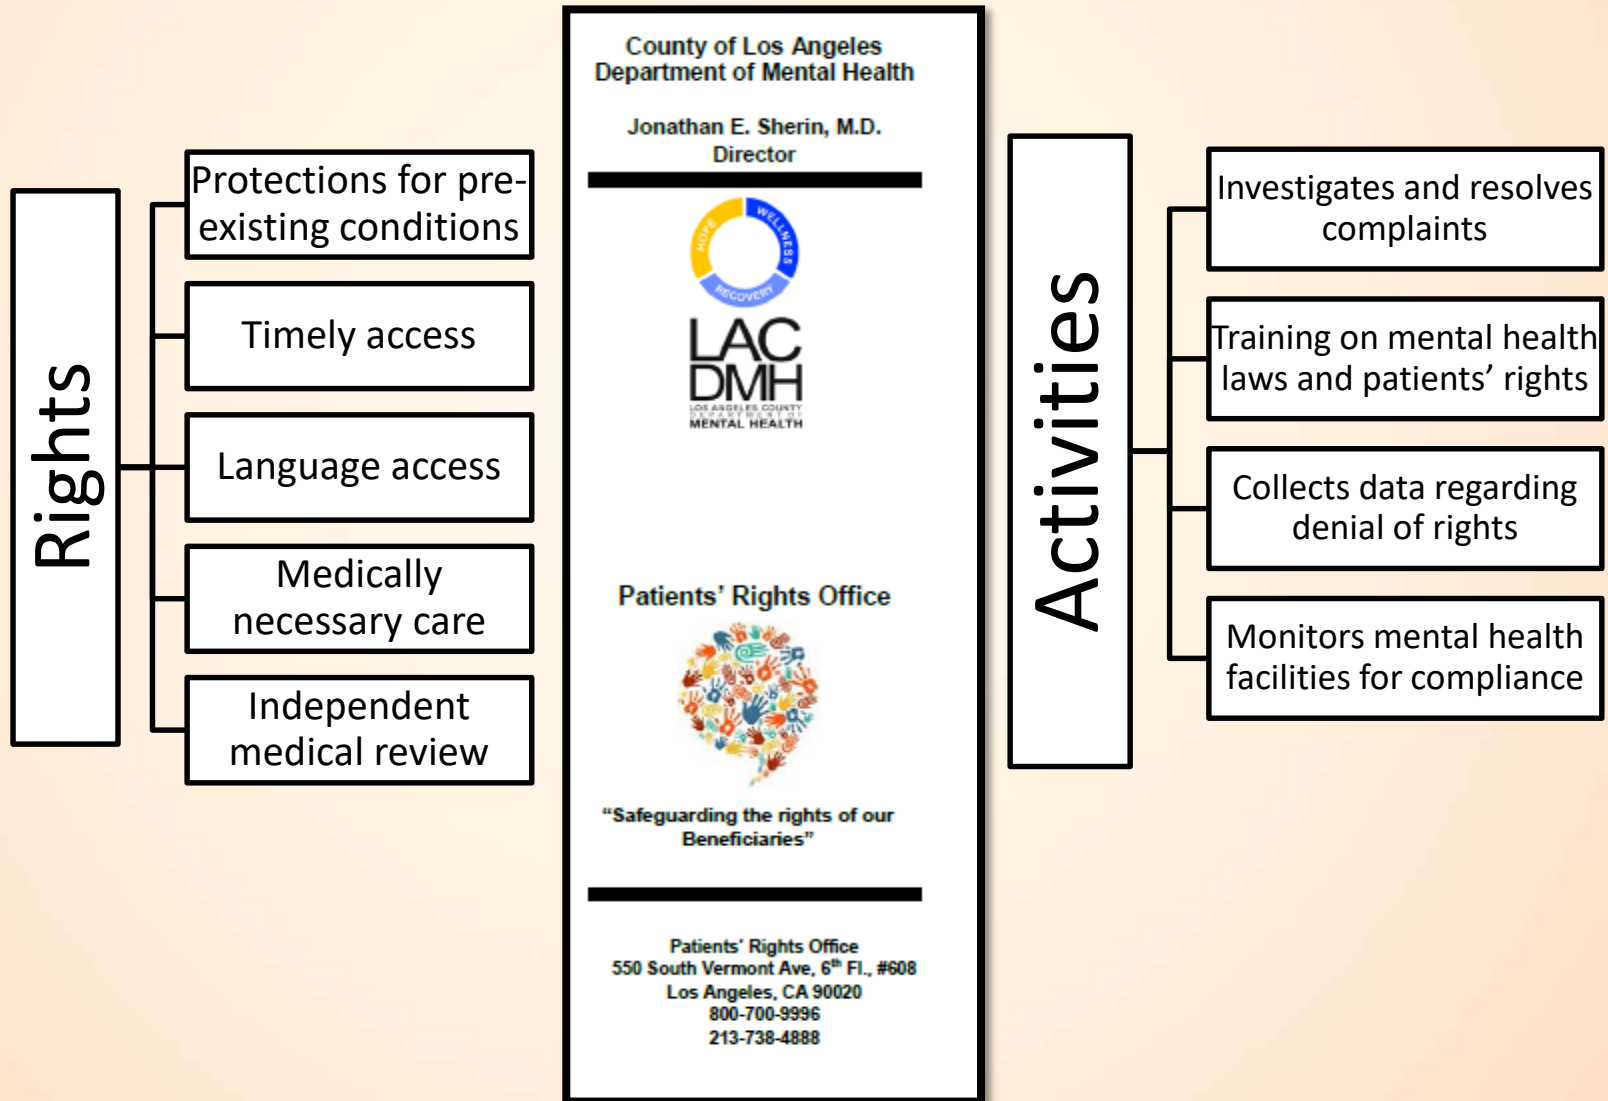 Rights
Protections for pre-
existing conditions
Timely access
Language access
Medically
necessary care
Independent
medical review
County of Los Angeles
Department of Mental Health
Jonathan E. Sherin, M.D.
Director
HOPE
WELLNESS
RECOVERY
LAC
DMH
LOS ANGELES COUNTY
DEPARTMENT OF
MENTAL HEALTH
Patients' Rights Office
“Safeguarding the rights of our
Beneficiaries”
Patients' Rights Office
550 South Vermont Ave, 6th Fl., #608
Los Angeles, CA 90020
800-700-9996
213-738-4888
Activities
Investigates and resolves
complaints
Training on mental health
laws and patients’ rights
Collects data regarding
denial of rights
Monitors mental health
facilities for compliance